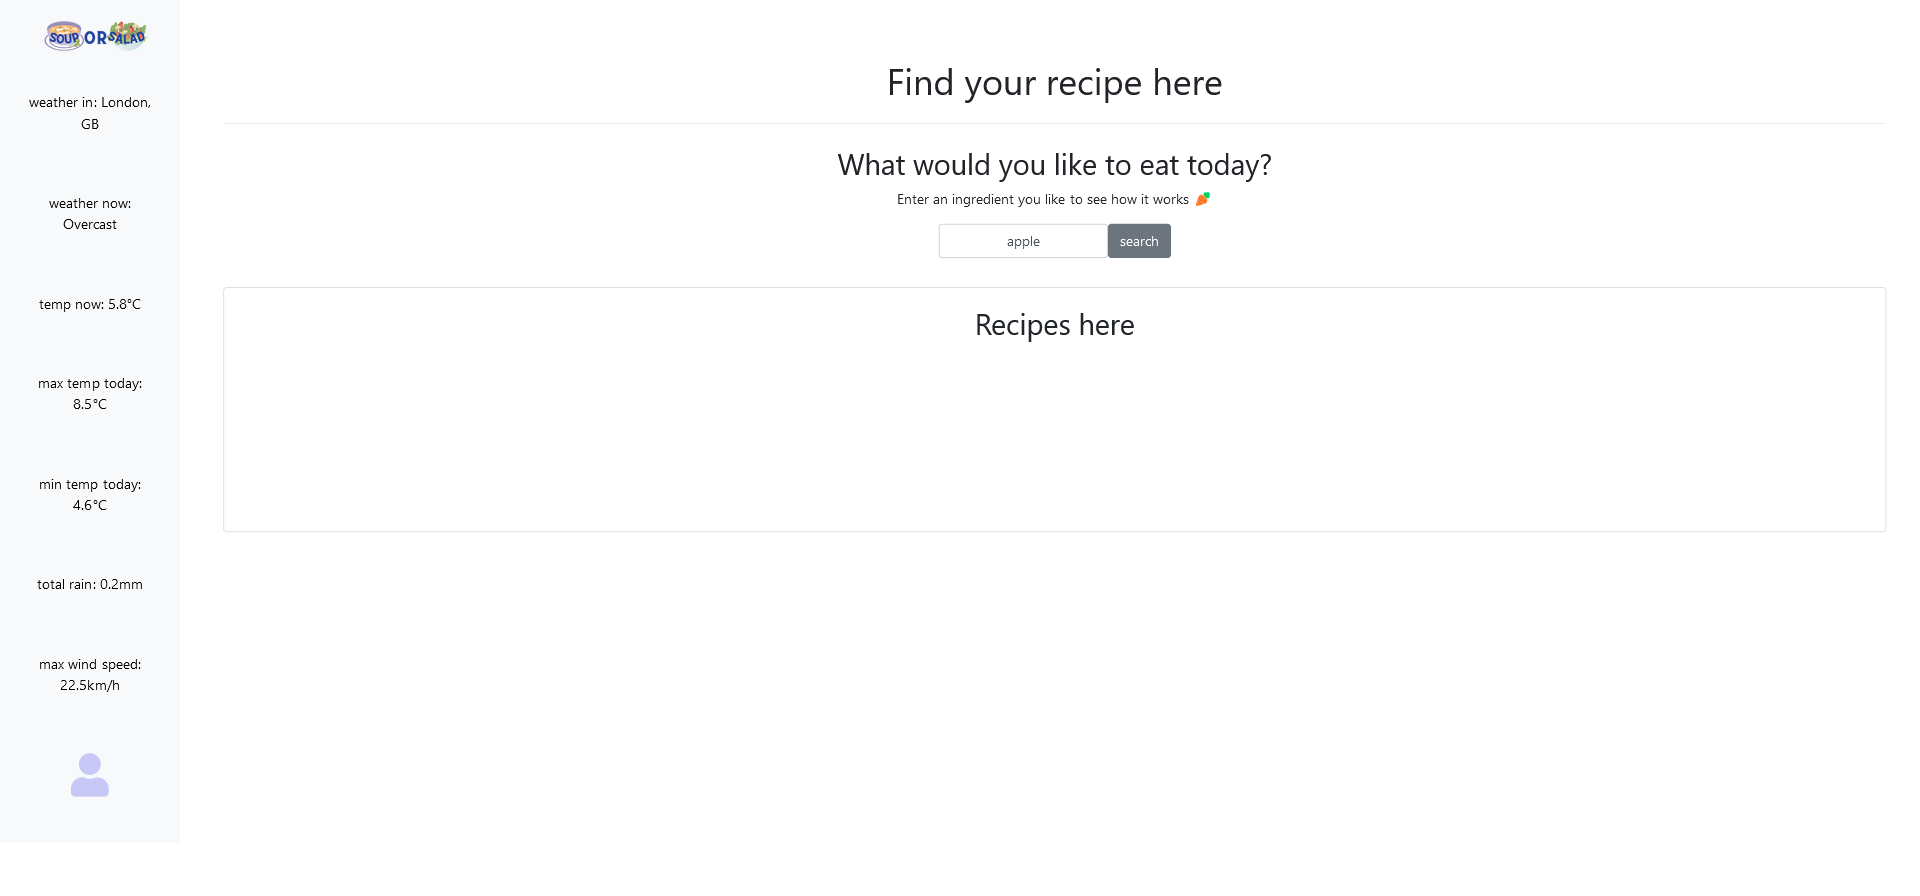 SOUP OR SALAD
weather in: London,
GB
weather now:
Overcast
temp now: 5.8°C
max temp today:
8.5°C
min temp today:
4.6°C
total rain: 0.2mm
max wind speed:
22.5km/h
Find your recipe here
What would you like to eat today?
Enter an ingredient you like to see how it works 🥕
apple
search
Recipes here